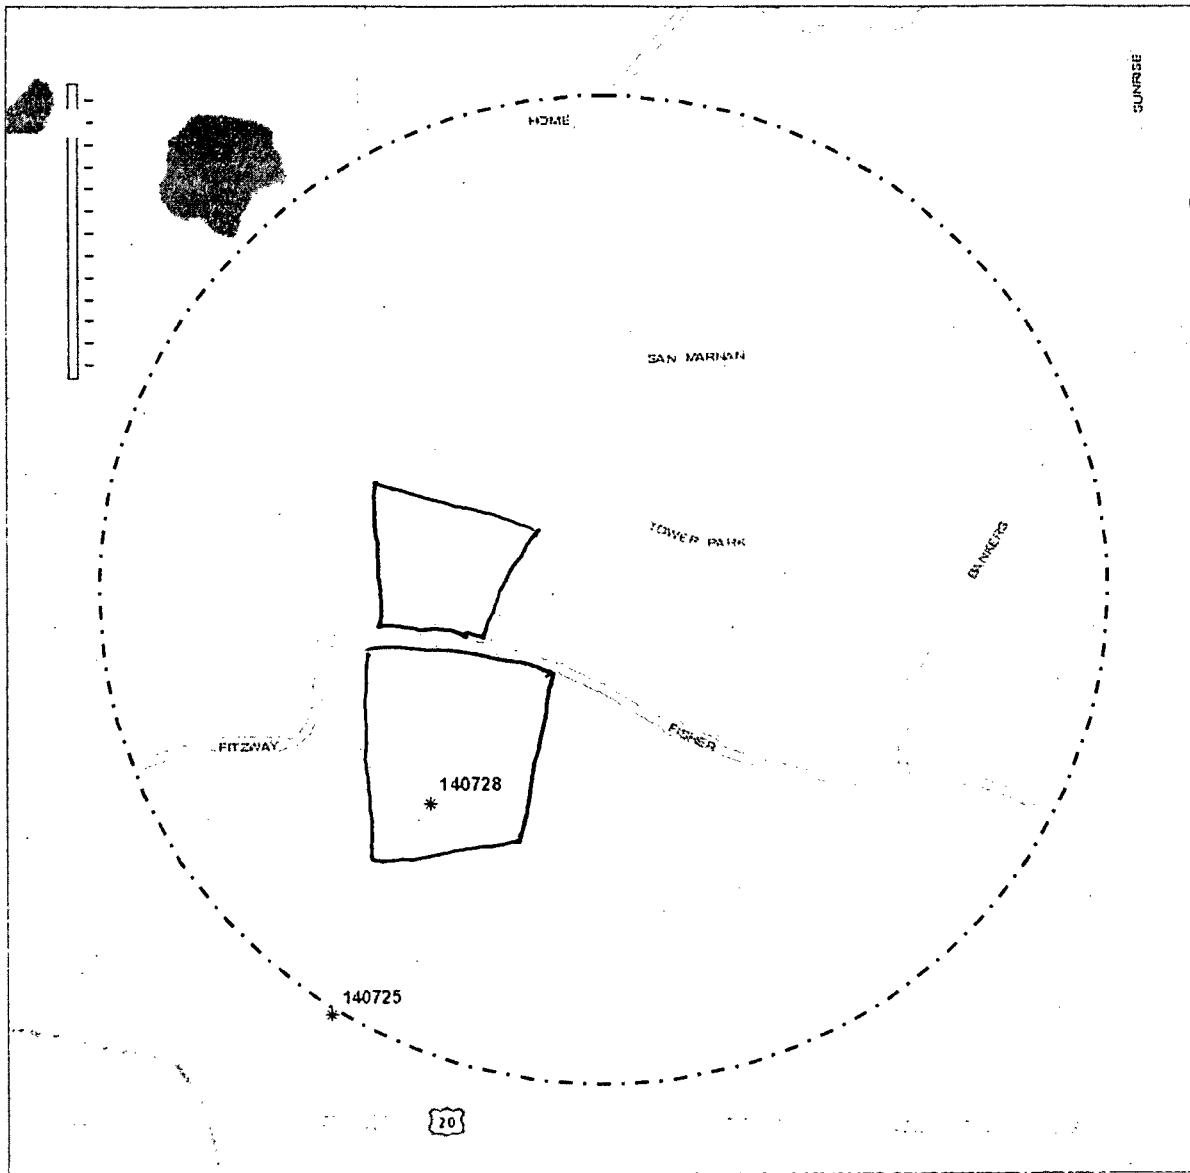 SUNRISE
HOME
SAN MARNAN
TOWER PARK
BANKERS
FISHER
FITZWAY
140728
140725
20